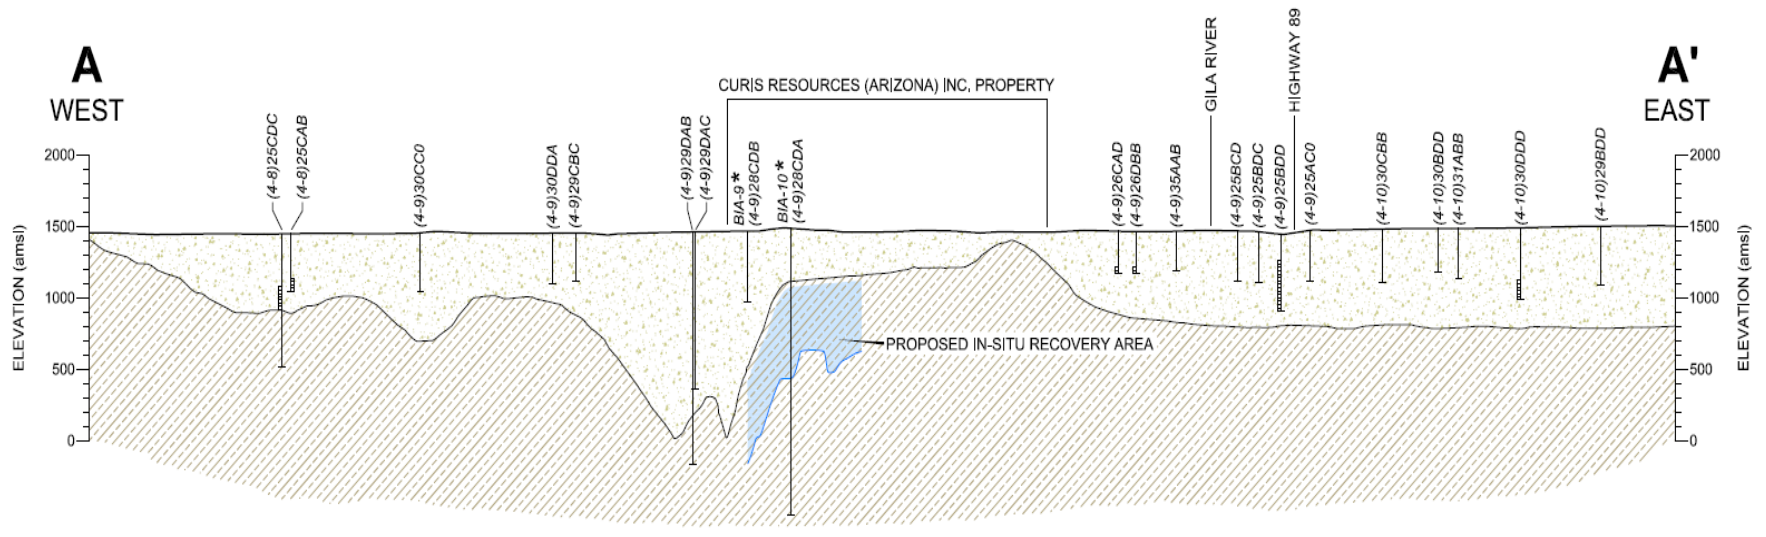 A
WEST
A'
EAST
CURIS RESOURCES (ARIZONA) INC, PROPERTY
GILA RIVER
HIGHWAY 89
(4-8)25CDC
(4-8)25CAB
(4-9)30CC0
(4-9)30DDA
(4-9)29CBC
(4-9)29DAB
(4-9)29DAC
BIA-9*
(4-9)28CDB
BIA-10*
(4-9)28CDA
(4-9)26CAD
(4-9)26DBB
(4-9)35AAB
(4-9)25BCD
(4-9)25BDC
(4-9)25BDD
(4-9)25AC0
(4-10)30CBB
(4-10)30BDD
(4-10)31ABB
(4-10)30DDD
(4-10)29BDD
ELEVATION (amsl)
2000
1500
1000
500
0
PROPOSED IN-SITU RECOVERY AREA
2000
1500
1000
500
0
ELEVATION (amsl)